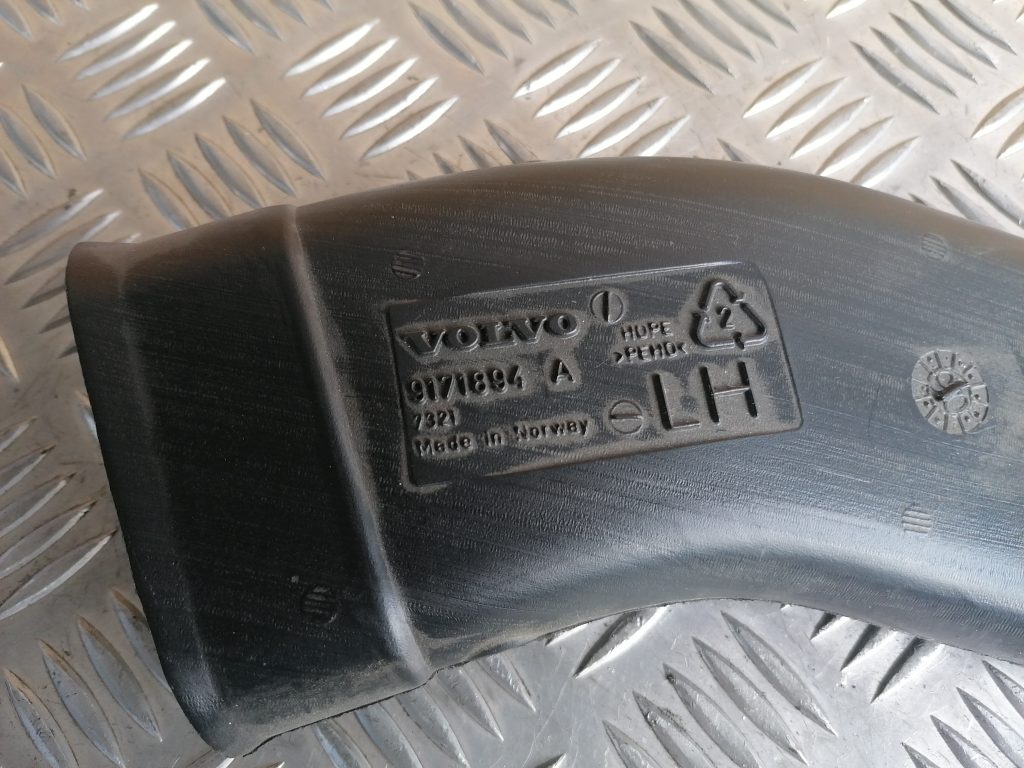 VOLVO
9171894 A
7321
Made in Norway
HDPE
>PEHD<
2
LH